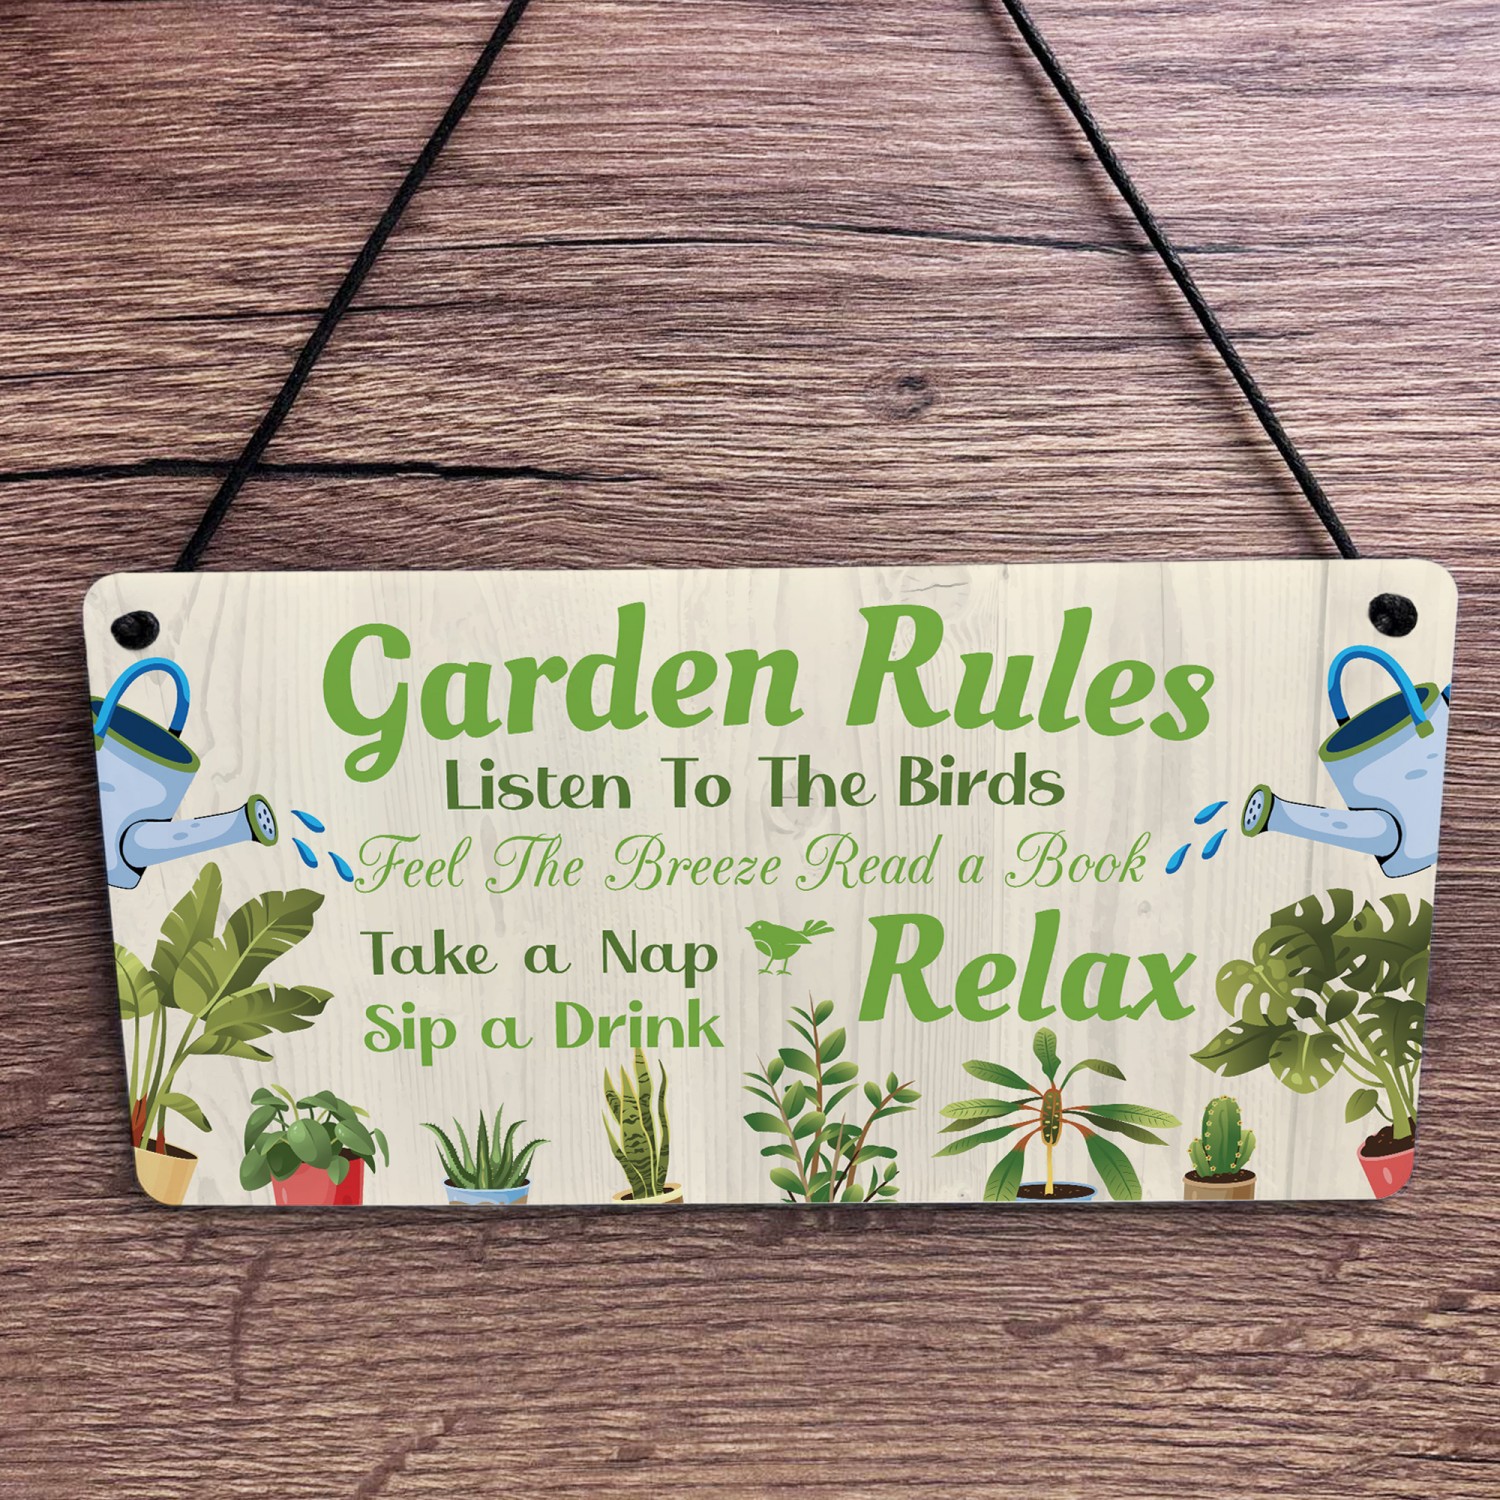 Garden Rules
Listen To The Birds
Feel The Breeze Read a Book
Take a Nap
Sip a Drink
Relax